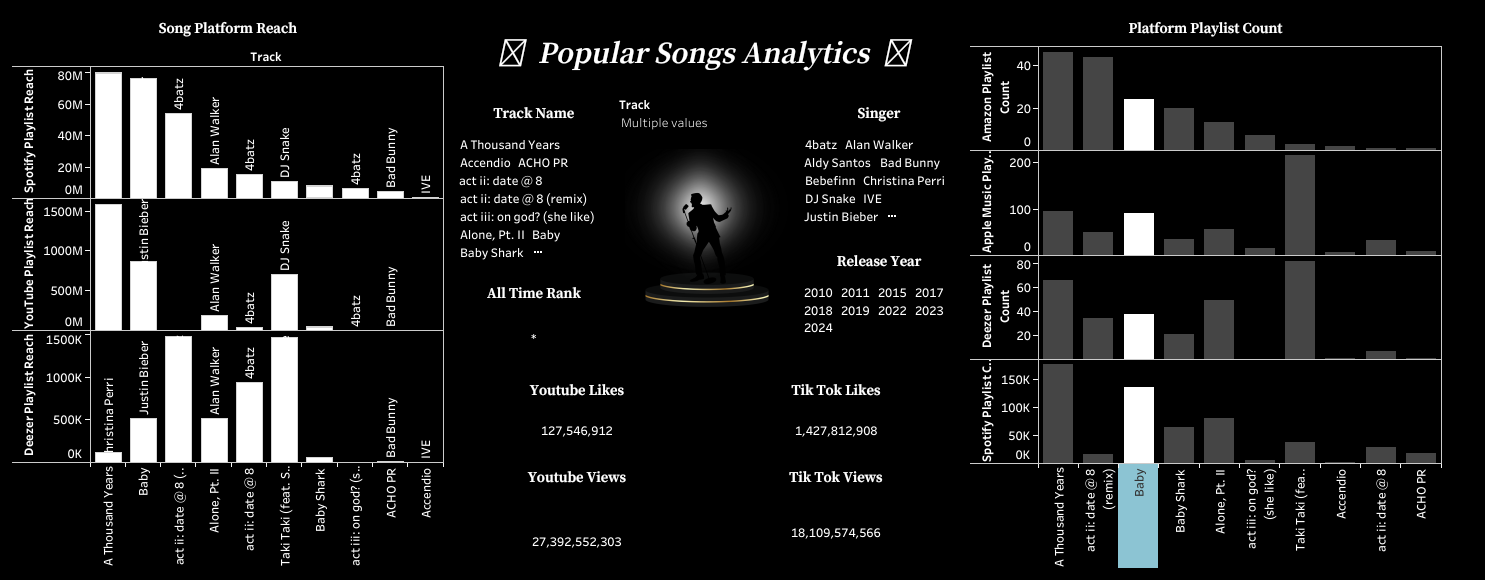 Song Platform Reach
Track
Spotify Playlist Reach
80M
60M
40M
20M
0M
4batz
Alan Walker
4batz
DJ Snake
4batz
Bad Bunny
IVE
YouTube Playlist Reach
1500M
1000M
500M
0M
stin Bieber
Alan Walker
4batz
DJ Snake
4batz
Bad Bunny
Deezer Playlist Reach
1500K
1000K
500K
0K
hristina Perri
Justin Bieber
Alan Walker
4batz
Bad Bunny
IVE
A Thousand Years
Baby
act ii: date @ 8 (..
Alone, Pt. II
act ii: date @ 8
Taki Taki (feat. S..
Baby Shark
act iii: on god? (s..
ACHO PR
Accendio
Popular Songs Analytics
Track Name
A Thousand Years
Accendio ACHO PR
act ii: date @ 8
act ii: date @ 8 (remix)
act iii: on god? (she like)
Alone, Pt. II Baby
Baby Shark ···
Track
Multiple values
Singer
4batz Alan Walker
Aldy Santos Bad Bunny
Bebefinn Christina Perri
DJ Snake IVE
Justin Bieber ···
All Time Rank
*
Release Year
2010 2011 2015 2017
2018 2019 2022 2023
2024
Youtube Likes
127,546,912
Tik Tok Likes
1,427,812,908
Youtube Views
27,392,552,303
Tik Tok Views
18,109,574,566
Platform Playlist Count
Amazon Playlist
Count
40
20
0
Apple Music Play..
200
100
0
Deezer Playlist
Count
80
60
40
20
Spotify Playlist C..
150K
100K
50K
0K
A Thousand Years
act ii: date @ 8
(remix)
Baby
Baby Shark
Alone, Pt. II
act iii: on god?
(she like)
Taki Taki (fea..
Accendio
act ii: date @ 8
ACHO PR